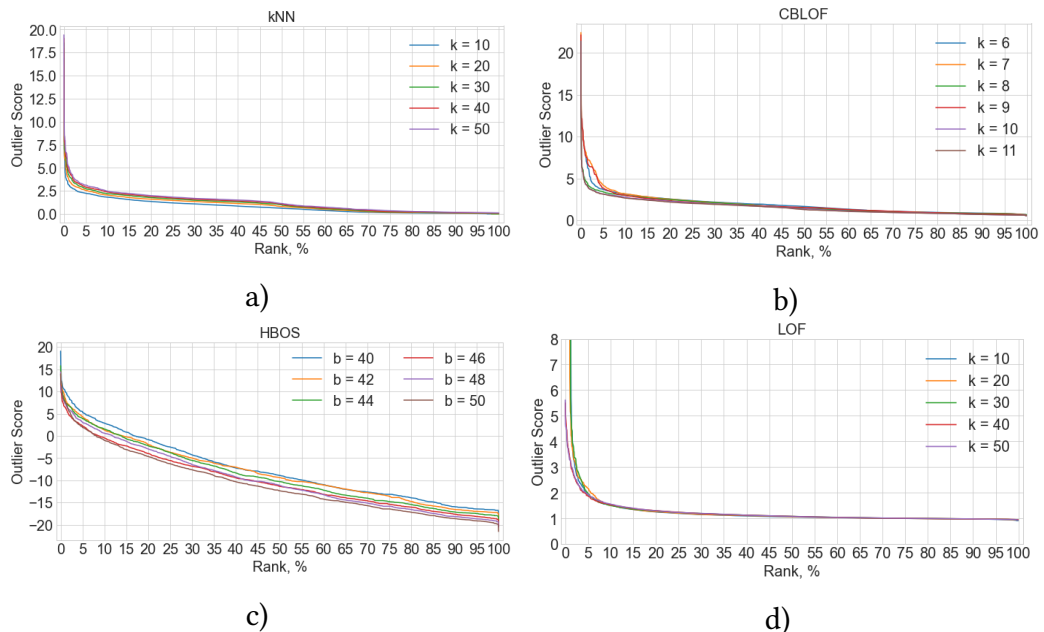 kNN
20.0
17.5
15.0
12.5
10.0
7.5
5.0
2.5
0.0
Outlier Score
k = 10
k = 20
k = 30
k = 40
k = 50
0 5 10 15 20 25 30 35 40 45 50 55 60 65 70 75 80 85 90 95 100
Rank, %
a)
CBLOF
20
15
10
5
0
Outlier Score
k = 6
k = 7
k = 8
k = 9
k = 10
k = 11
0 5 10 15 20 25 30 35 40 45 50 55 60 65 70 75 80 85 90 95 100
Rank, %
b)
HBOS
20
15
10
5
0
−5
−10
−15
−20
Outlier Score
b = 40 b = 46
b = 42 b = 48
b = 44 b = 50
0 5 10 15 20 25 30 35 40 45 50 55 60 65 70 75 80 85 90 95 100
Rank, %
c)
LOF
8
7
6
5
4
3
2
1
0
Outlier Score
k = 10
k = 20
k = 30
k = 40
k = 50
0 5 10 15 20 25 30 35 40 45 50 55 60 65 70 75 80 85 90 95 100
Rank, %
d)